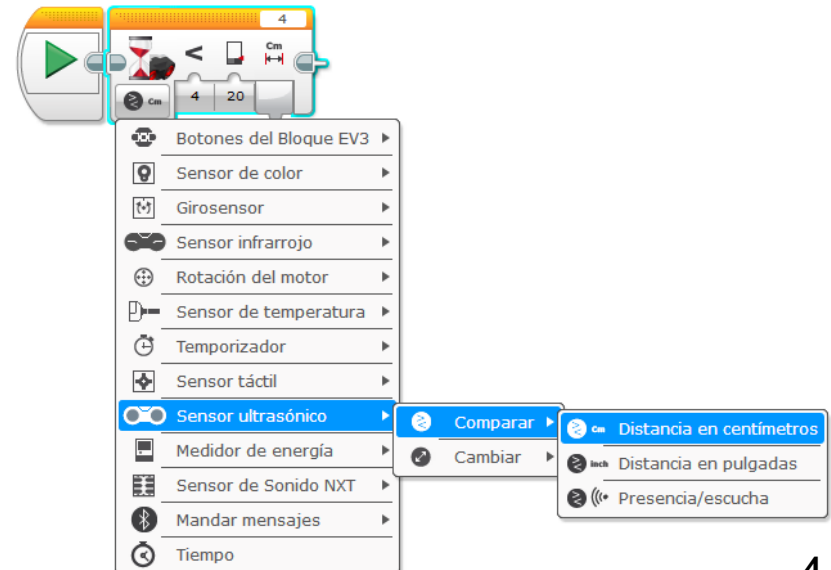 4
Cm
Cm
4
20
Botones del Bloque EV3
Sensor de color
Girosensor
Sensor infrarrojo
Rotación del motor
Sensor de temperatura
Temporizador
Sensor táctil
Sensor ultrasónico
Comparar
Cm
Distancia en centímetros
Medidor de energía
Cambiar
inch
Distancia en pulgadas
Sensor de Sonido NXT
Presencia/escucha
Mandar mensajes
Tiempo
4